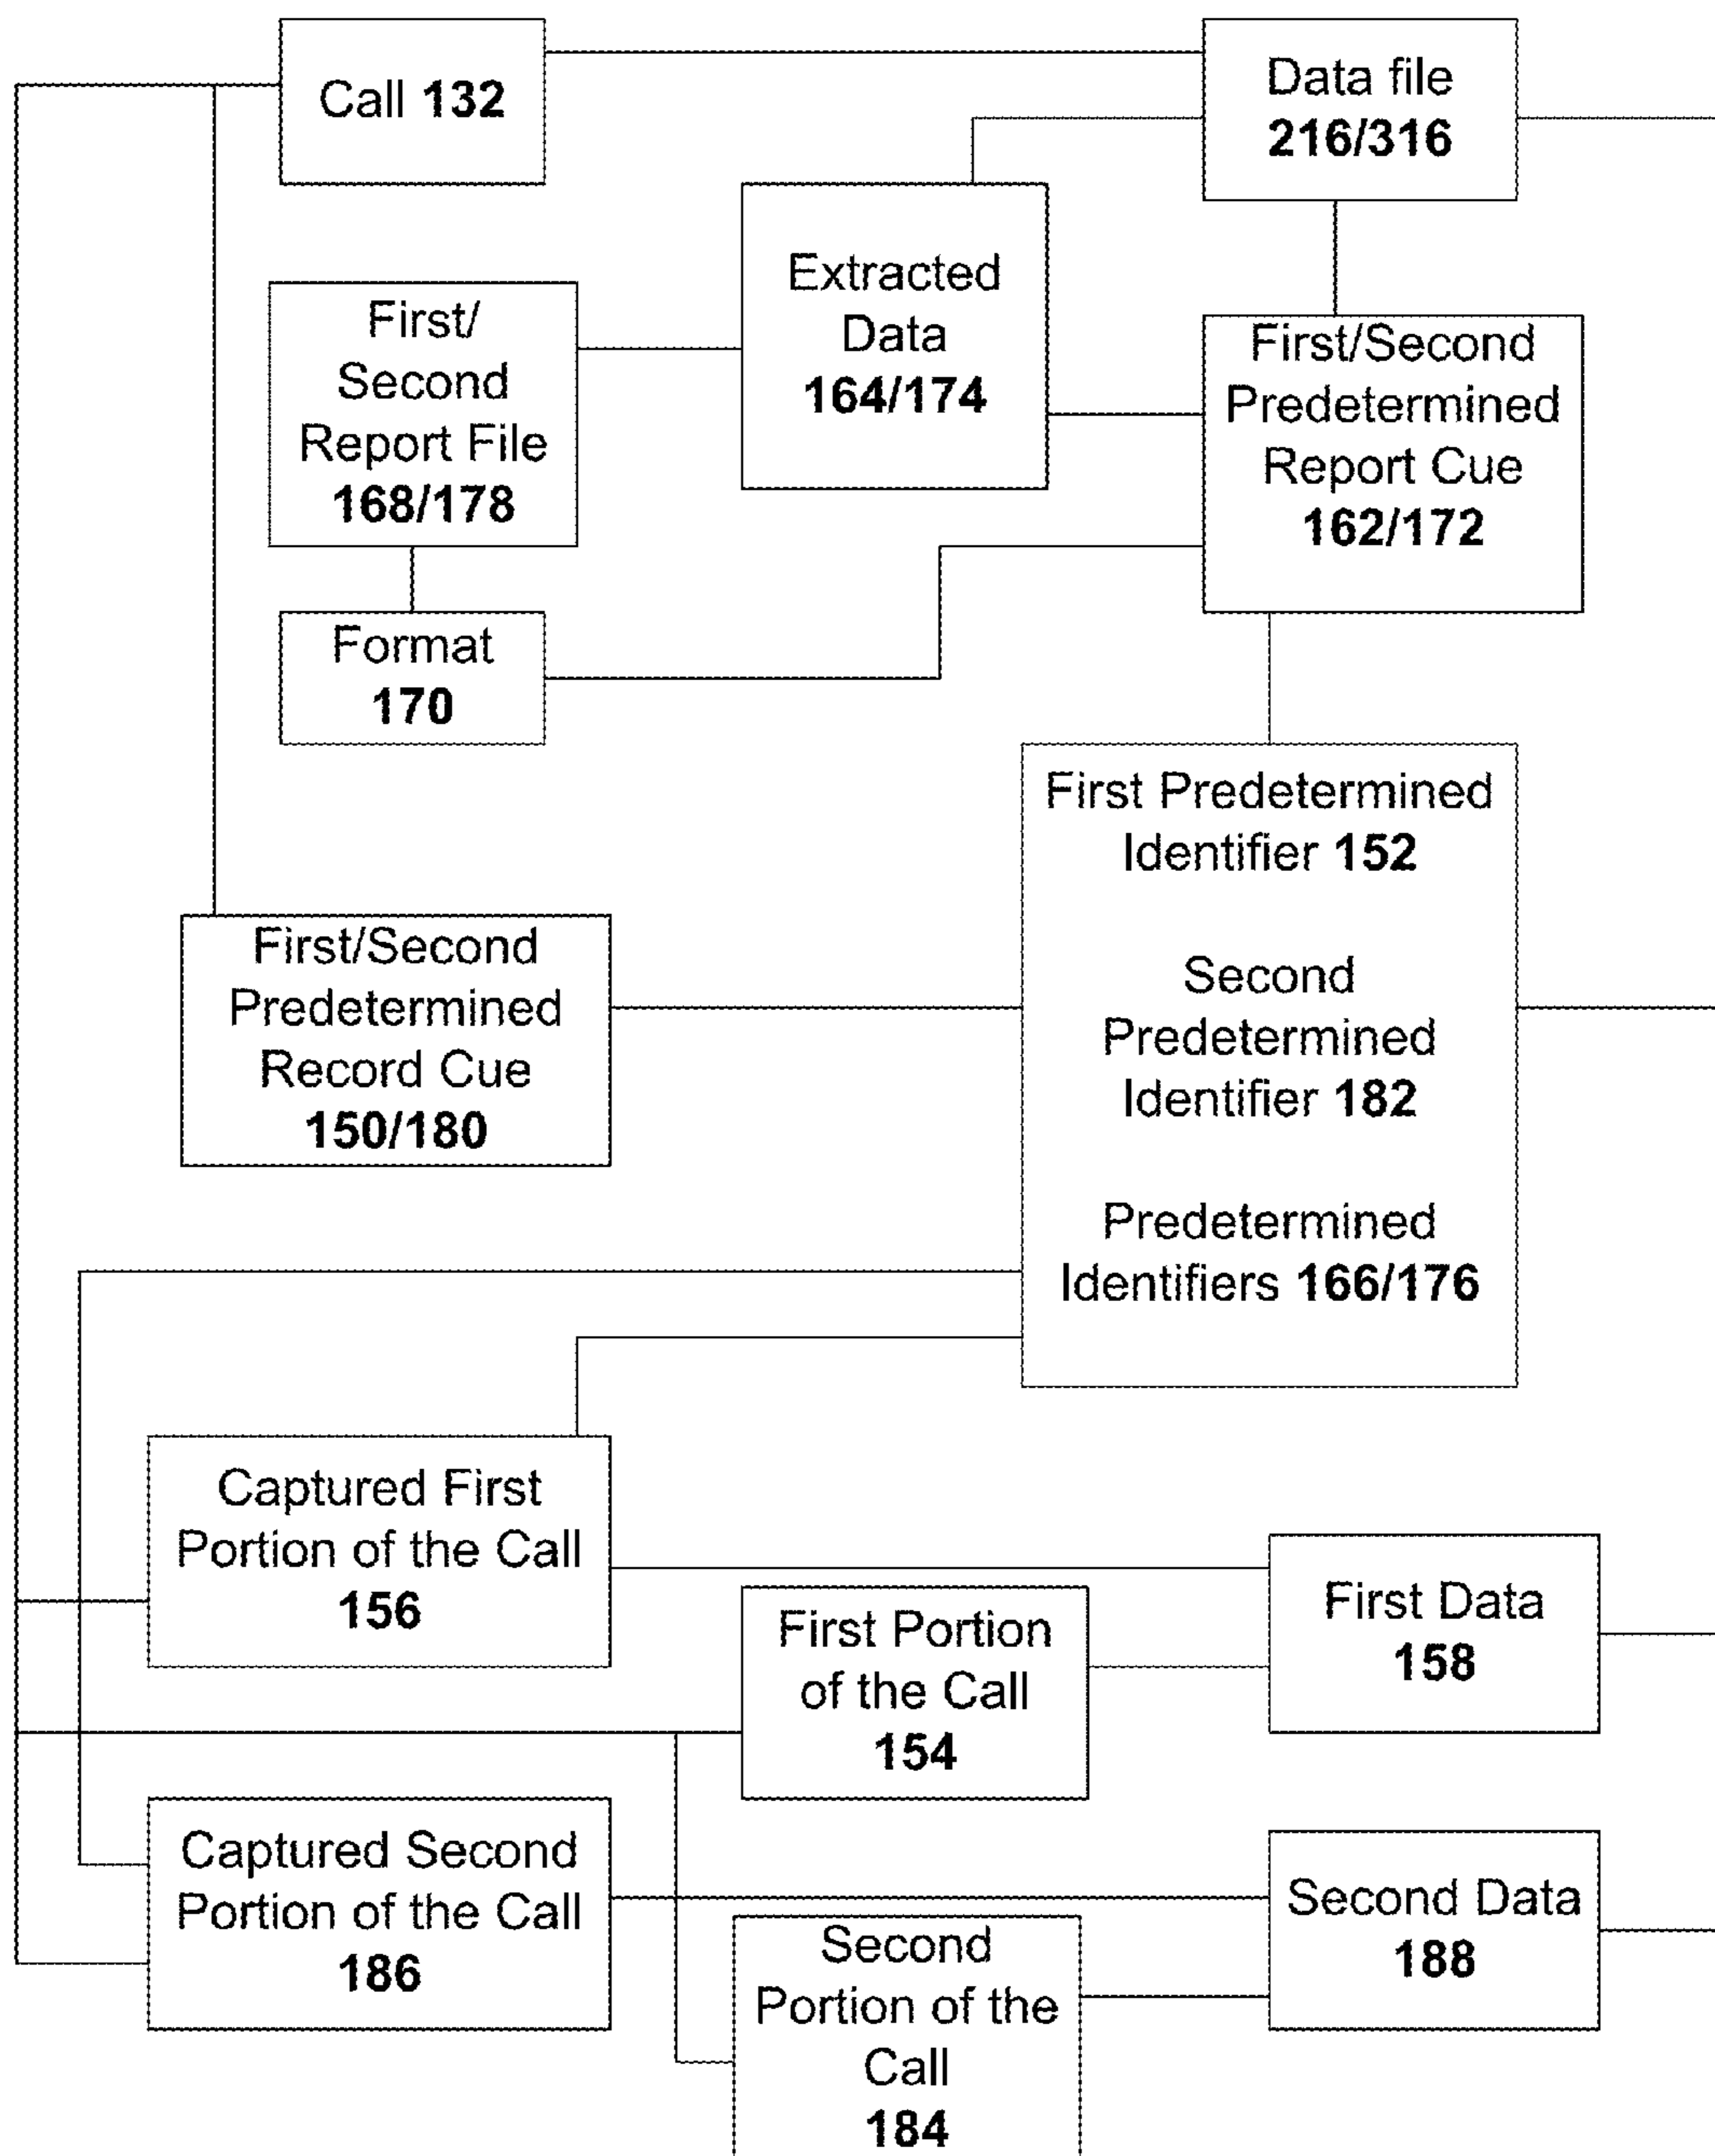 Call 132
Data file
216/316
Extracted
Data
164/174
First/
Second
Report File
168/178
First/Second
Predetermined
Report Cue
162/172
Format
170
First Predetermined
Identifier 152
Second
Predetermined
Identifier 182
Predetermined
Identifiers 166/176
First/Second
Predetermined
Record Cue
150/180
Captured First
Portion of the Call
156
First Portion
of the Call
154
First Data
158
Captured Second
Portion of the Call
186
Second
Portion of the
Call
184
Second Data
188